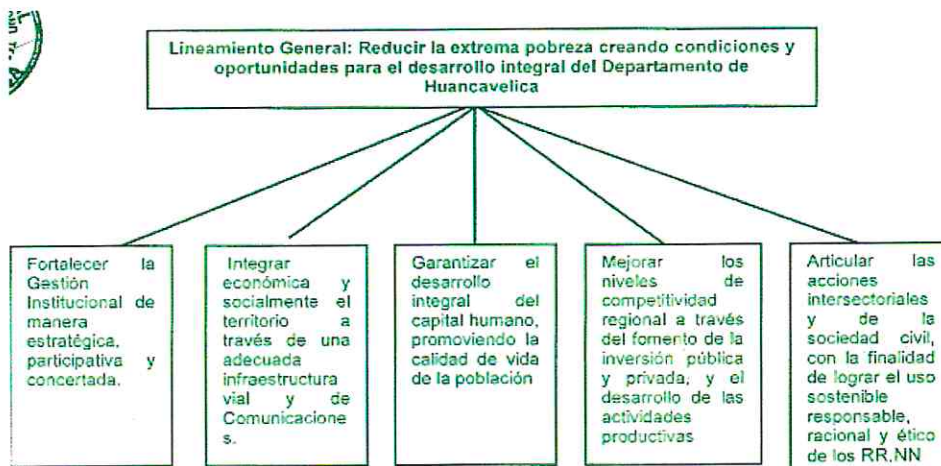 Lineamiento General: Reducir la extrema pobreza creando condiciones y
oportunidades para el desarrollo integral del Departamento de
Huancavelica
Fortalecer la
Gestión
Institucional de
manera
estratégica,
participativa y
concertada.
Integrar
económica y
socialmente el
territorio a
través de una
adecuada
infraestructura
vial y de
Comunicacione
s.
Garantizar el
desarrollo
integral del
capital humano,
promoviendo la
calidad de vida
de la población
Mejorar los
niveles de
competitividad
regional a través
del fomento de la
inversión pública
y privada, y el
desarrollo de las
actividades
productivas
Articular las
acciones
intersectoriales
y de la
sociedad civil,
con la finalidad
de lograr el uso
sostenible
responsable,
racional y ético
de los RR.NN